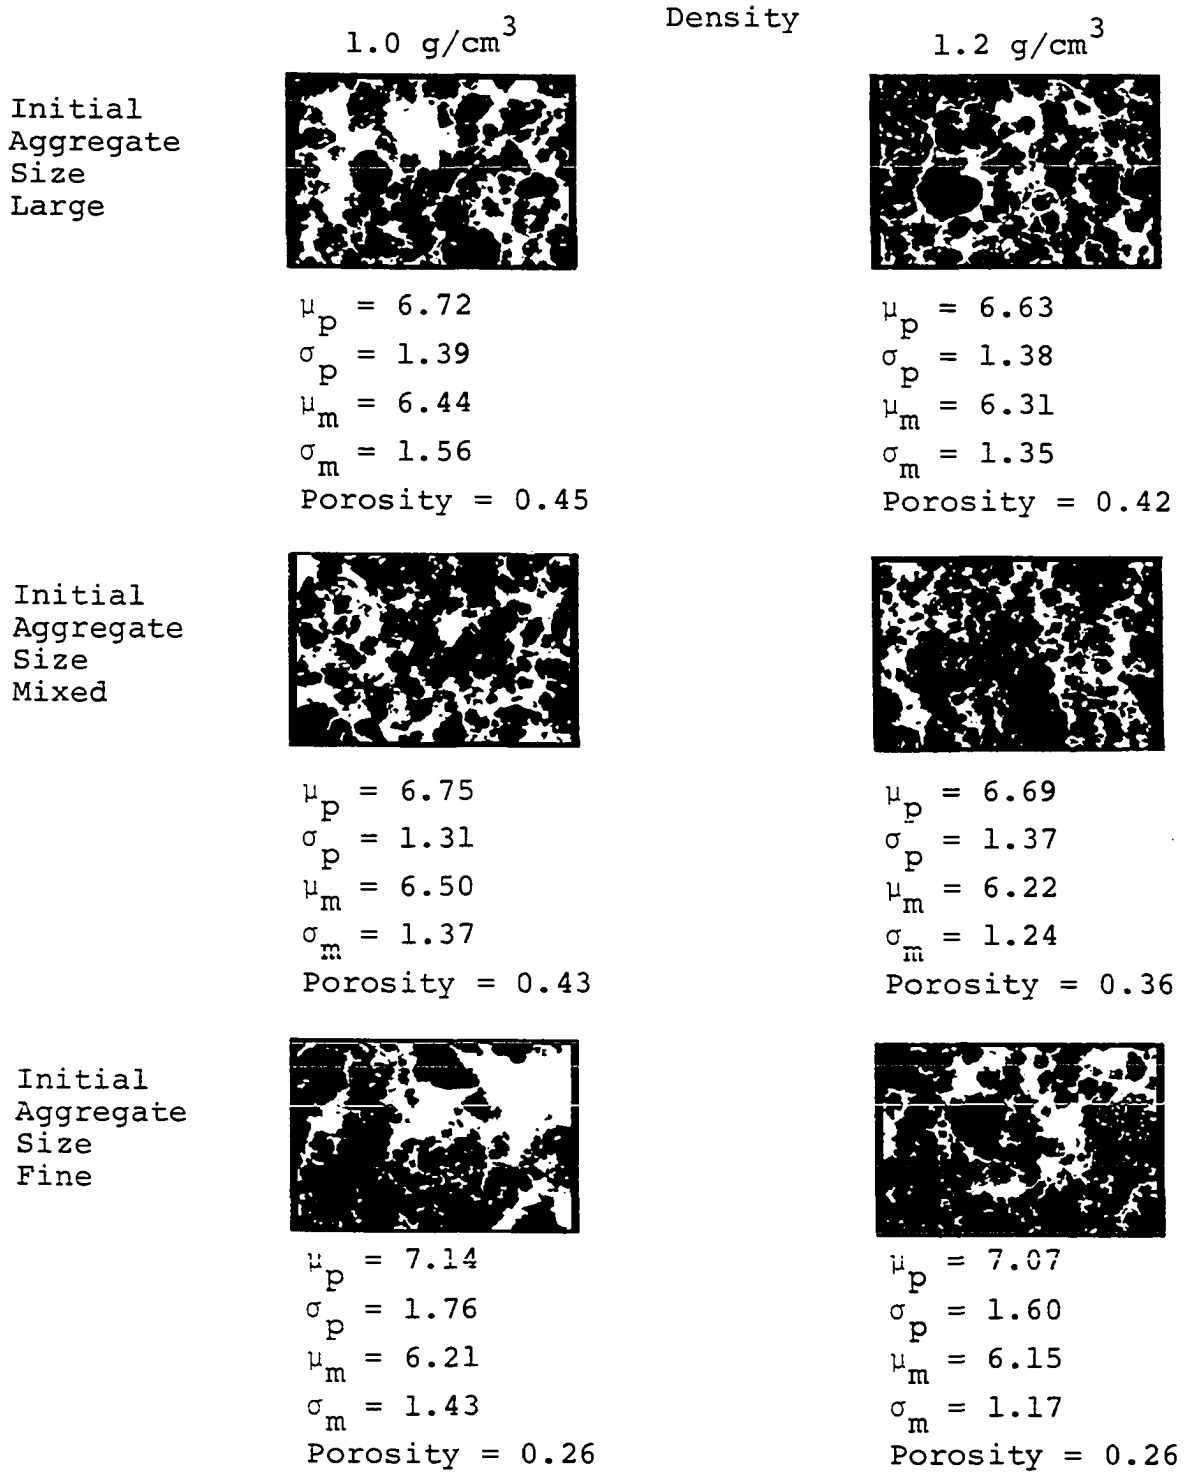 Density
1.0 g/cm³
1.2 g/cm³
Initial
Aggregate
Size
Large
μp = 6.72
σp = 1.39
μm = 6.44
σm = 1.56
Porosity = 0.45
μp = 6.63
σp = 1.38
μm = 6.31
σm = 1.35
Porosity = 0.42
Initial
Aggregate
Size
Mixed
μp = 6.75
σp = 1.31
μm = 6.50
σm = 1.37
Porosity = 0.43
μp = 6.69
σp = 1.37
μm = 6.22
σm = 1.24
Porosity = 0.36
Initial
Aggregate
Size
Fine
μp = 7.14
σp = 1.76
μm = 6.21
σm = 1.43
Porosity = 0.26
μp = 7.07
σp = 1.60
μm = 6.15
σm = 1.17
Porosity = 0.26